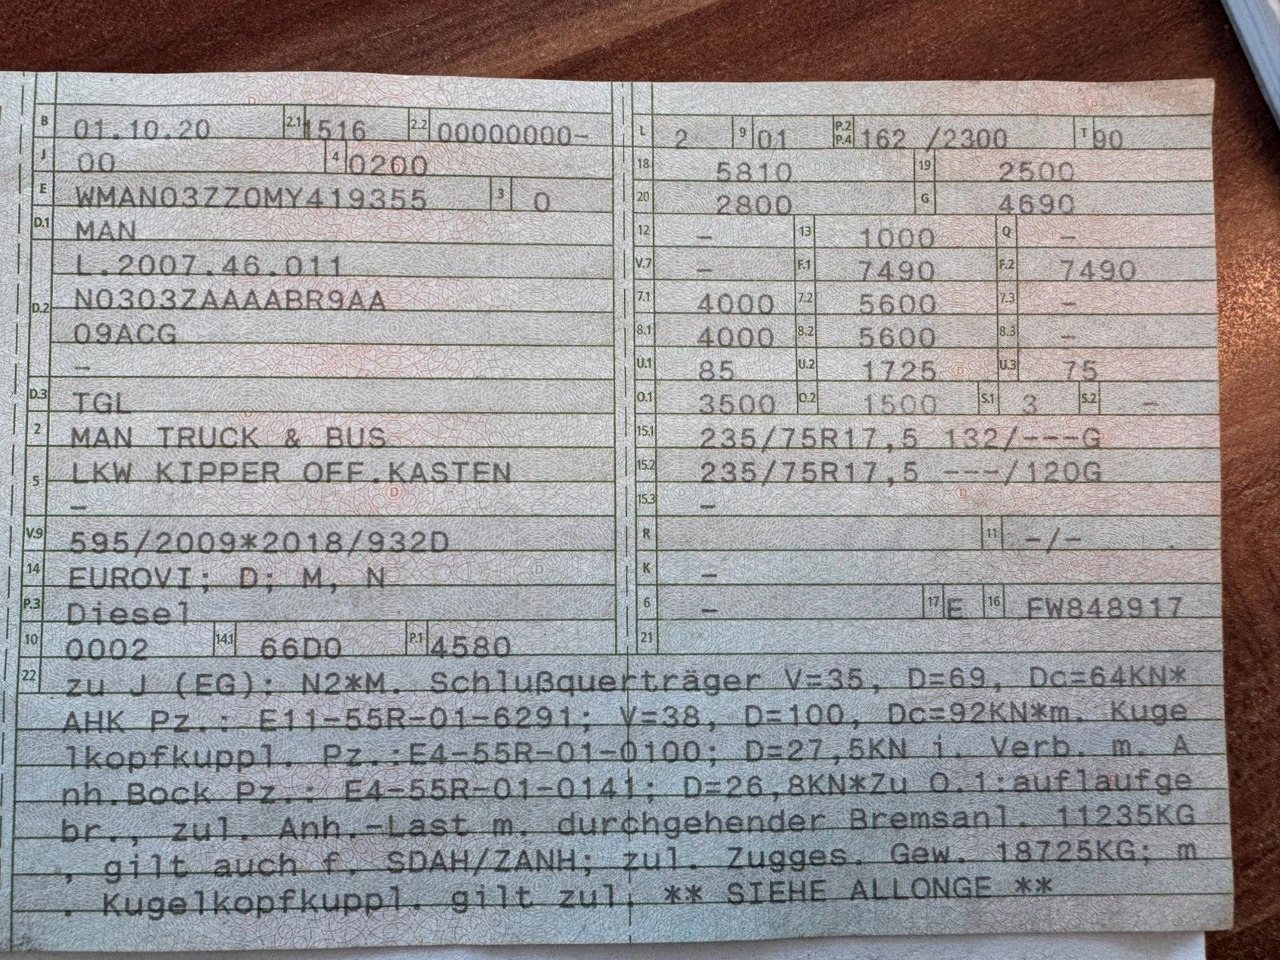 B 01.10.20 2.1 1516 2.2 00000000-
J 00 4 0200
E WMAN03ZZ0MY419355 3 0
D.1 MAN
L.2007.46.011
D.2 N0303ZAAAABR9AA
09ACG
–
D.3 TGL
2 MAN TRUCK & BUS
5 LKW KIPPER OFF.KASTEN
–
V.9 595/2009*2018/932D
14 EUROVI; D; M, N
P.3 Diesel
10 0002 14.1 66D0 P.1 4580
L 2 9 01 P.2 P.4 162 /2300 T 90
18 5810 19 2500
20 2800 G 4690
12 – 13 1000 Q –
V.7 – F.1 7490 F.2 7490
7.1 4000 7.2 5600 7.3 –
8.1 4000 8.2 5600 8.3 –
U.1 85 U.2 1725 U.3 75
O.1 3500 O.2 1500 S.1 3 S.2 –
15.1 235/75R17,5 132/---G
15.2 235/75R17,5 ---/120G
15.3 –
R 11 –/–
K –
6 – 17 E 16 FW848917
21
22 zu J (EG): N2*M. Schlußquerträger V=35, D=69, Dc=64KN*
AHK Pz.: E11-55R-01-6291; V=38, D=100, Dc=92KN*m. Kuge
lkopfkuppl. Pz.:E4-55R-01-0100; D=27,5KN i. Verb. m. A
nh.Bock Pz.: E4-55R-01-0141; D=26,8KN*Zu O.1:auflaufge
br., zul. Anh.-Last m. durchgehender Bremsanl. 11235KG
, gilt auch f. SDAH/ZANH; zul. Zugges. Gew. 18725KG; m
. Kugelkopfkuppl. gilt zul. ** SIEHE ALLONGE **